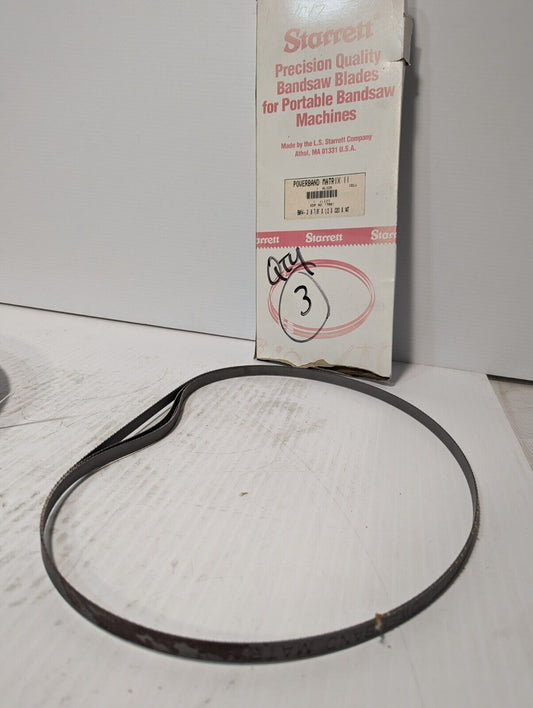 Starrett
Precision Quality
Bandsaw Blades
for Portable Bandsaw
Machines
Made by the L.S. Starrett Company
Athol, MA 01331 U.S.A.
POWERBAND MATRIX II
Starrett Starrett Starrett
Qty
3